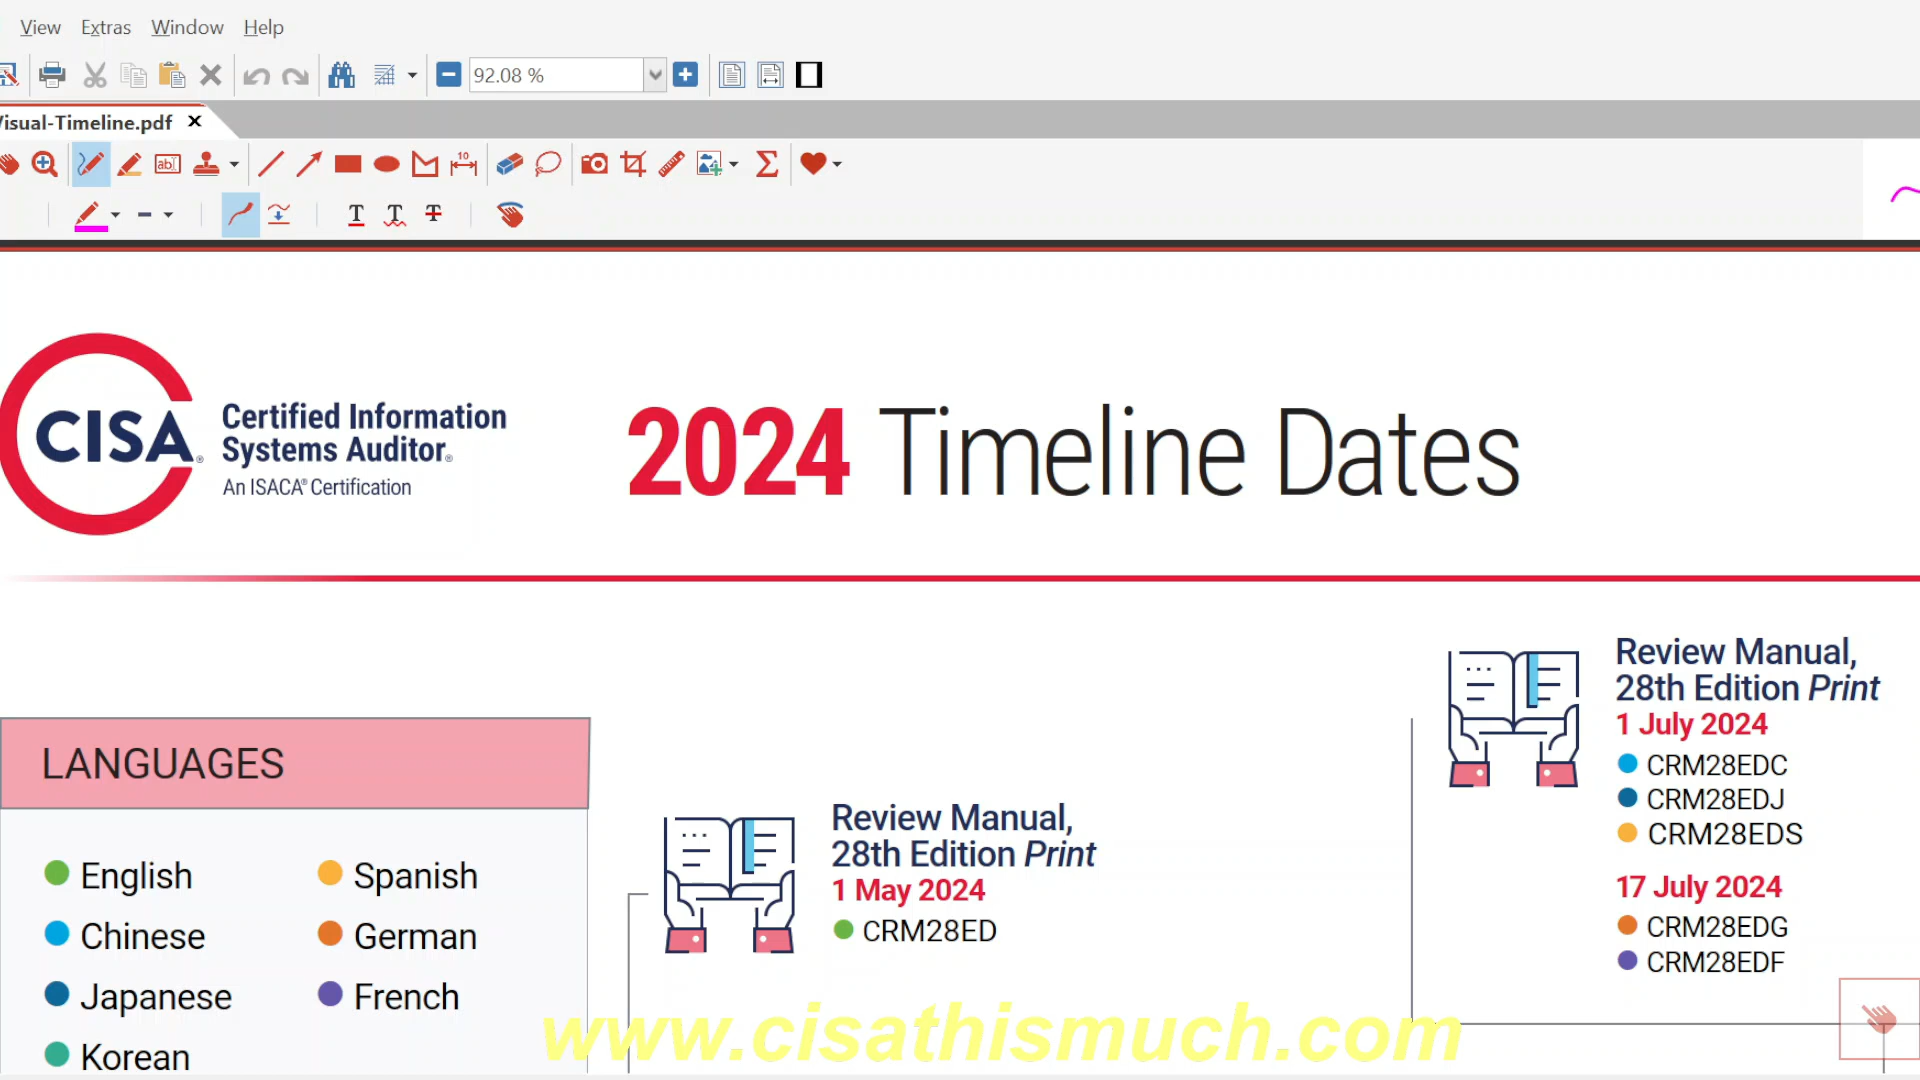 View Extras Window Help
92.08 %
isual-Timeline.pdf
CISA®
Certified Information
Systems Auditor®
An ISACA® Certification
2024 Timeline Dates
LANGUAGES
English
Chinese
Japanese
Korean
Spanish
German
French
Review Manual,
28th Edition Print
1 May 2024
CRM28ED
Review Manual,
28th Edition Print
1 July 2024
CRM28EDC
CRM28EDJ
CRM28EDS
17 July 2024
CRM28EDG
CRM28EDF
www.cisathismuch.com